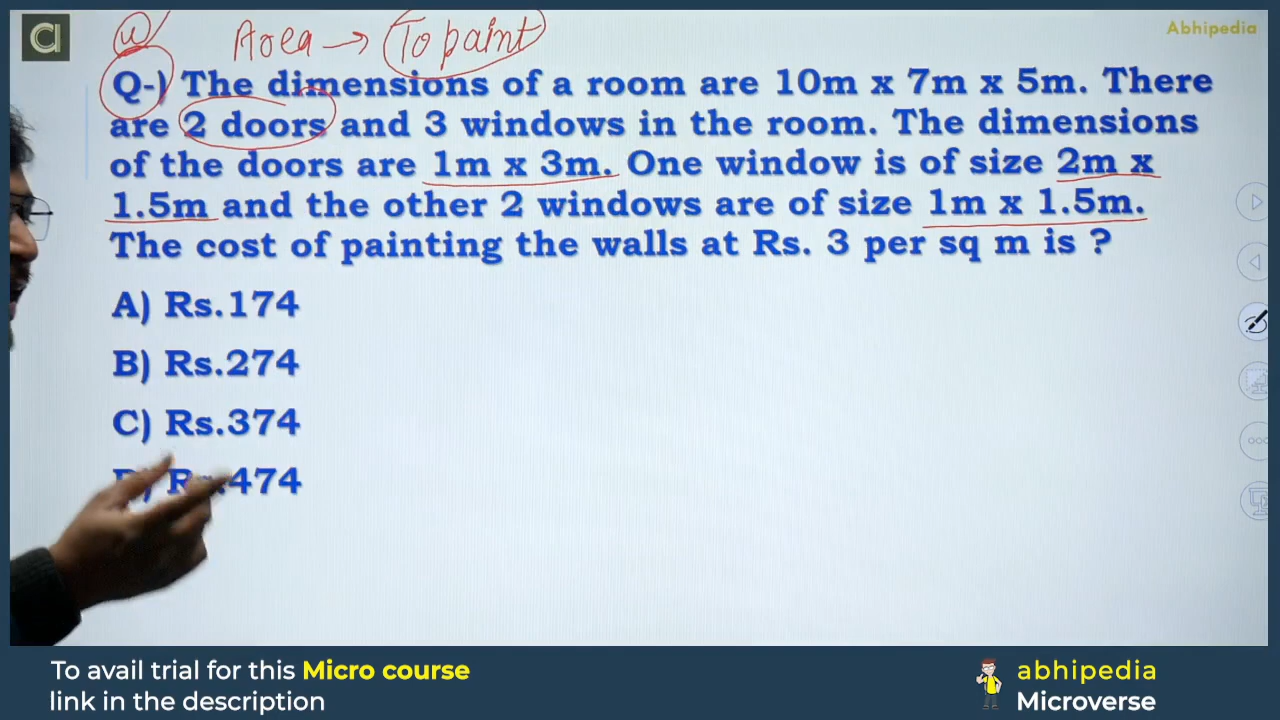 Area → To paint
Abhipedia
Q-) The dimensions of a room are 10m x 7m x 5m. There
are 2 doors and 3 windows in the room. The dimensions
of the doors are 1m x 3m. One window is of size 2m x
1.5m and the other 2 windows are of size 1m x 1.5m.
The cost of painting the walls at Rs. 3 per sq m is ?
A) Rs.174
B) Rs.274
C) Rs.374
D) Rs.474
To avail trial for this Micro course
link in the description
abhipedia
Microverse